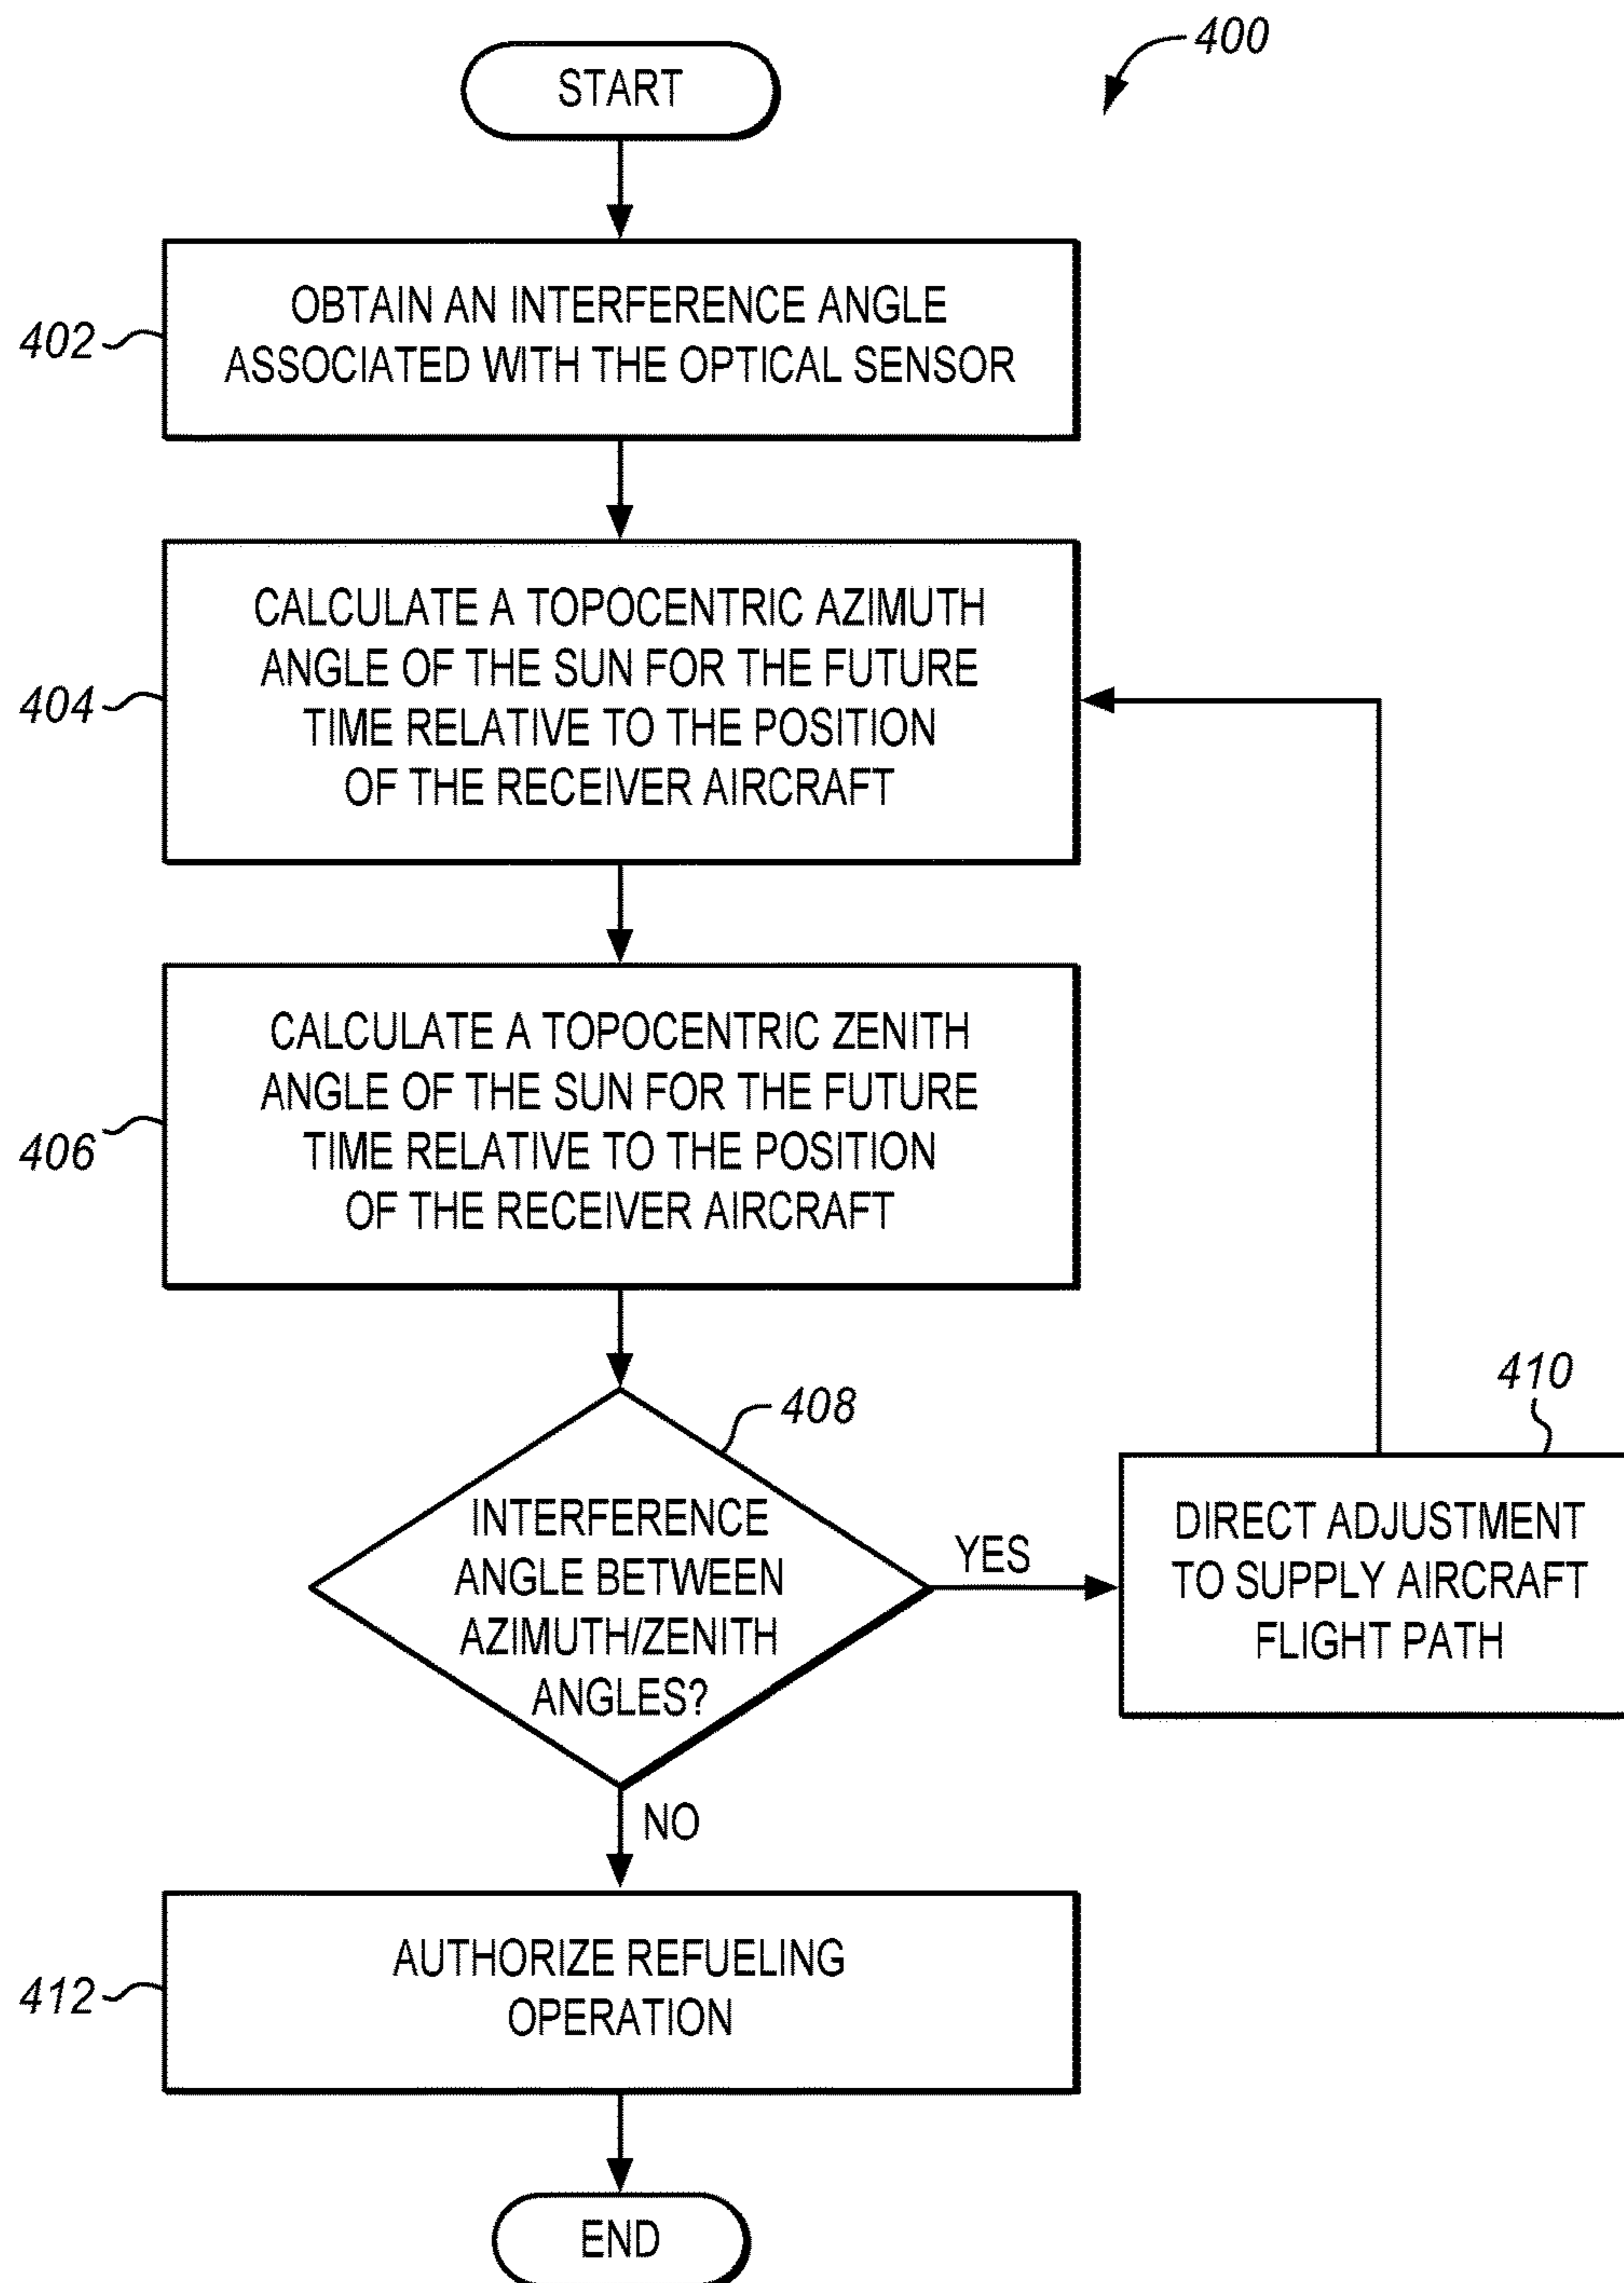 400
START
402
OBTAIN AN INTERFERENCE ANGLE
ASSOCIATED WITH THE OPTICAL SENSOR
404
CALCULATE A TOPOCENTRIC AZIMUTH
ANGLE OF THE SUN FOR THE FUTURE
TIME RELATIVE TO THE POSITION
OF THE RECEIVER AIRCRAFT
406
CALCULATE A TOPOCENTRIC ZENITH
ANGLE OF THE SUN FOR THE FUTURE
TIME RELATIVE TO THE POSITION
OF THE RECEIVER AIRCRAFT
408
INTERFERENCE
ANGLE BETWEEN
AZIMUTH/ZENITH
ANGLES?
YES
410
DIRECT ADJUSTMENT
TO SUPPLY AIRCRAFT
FLIGHT PATH
NO
412
AUTHORIZE REFUELING
OPERATION
END